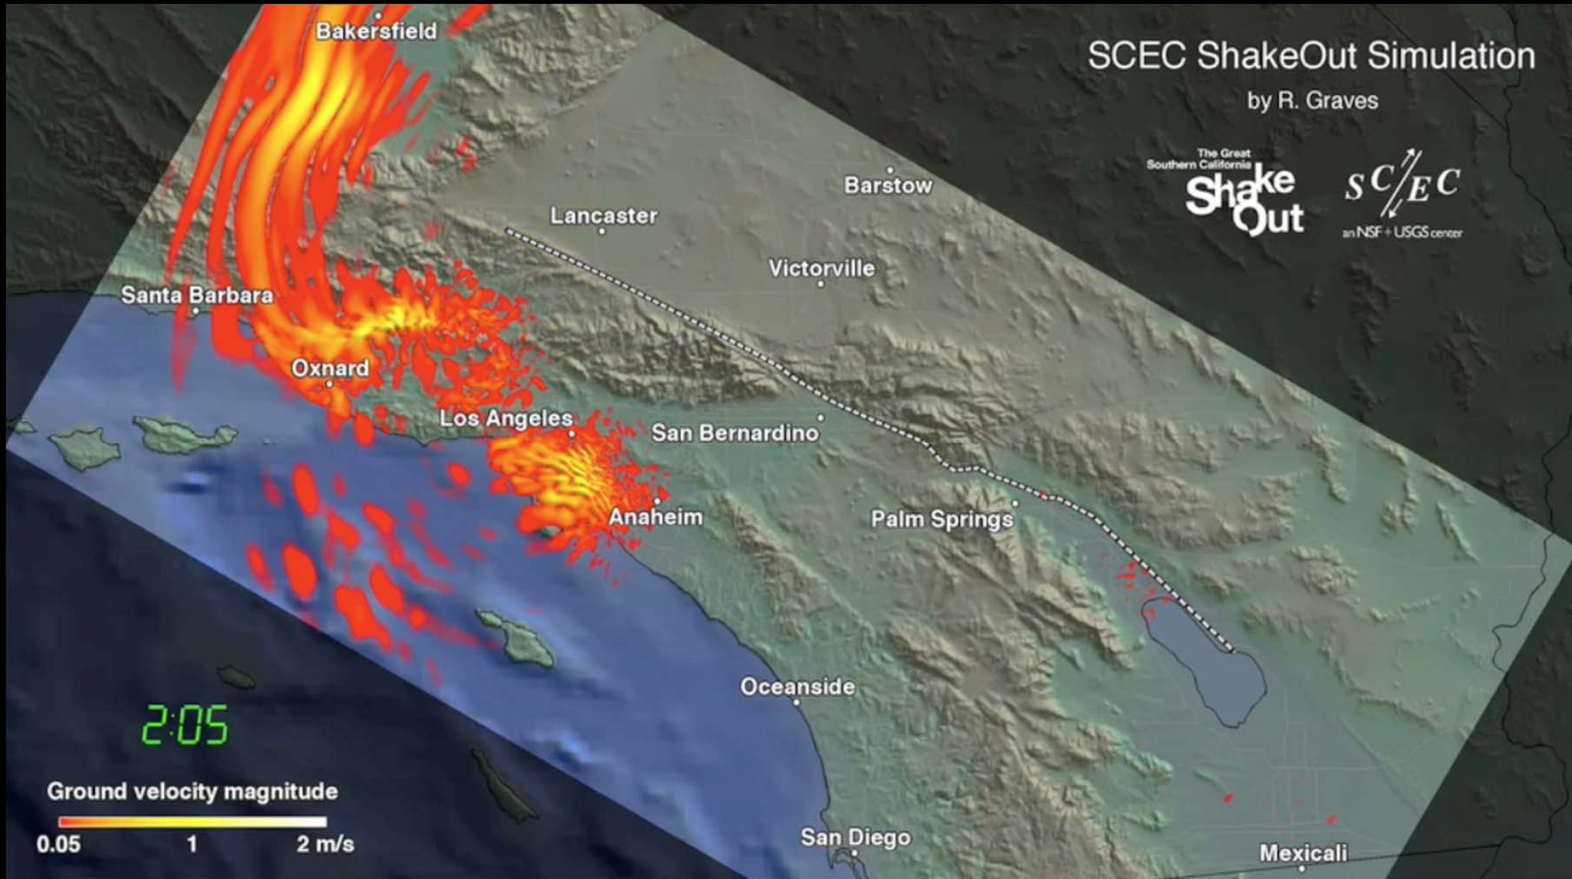 Bakersfield
SCEC ShakeOut Simulation
by R. Graves
The Great
Southern California
Shake
Out
S C E C
an NSF + USGS center
Barstow
Lancaster
Victorville
Santa Barbara
Oxnard
Los Angeles
San Bernardino
Anaheim
Palm Springs
Oceanside
2:05
Ground velocity magnitude
0.05 1 2 m/s
San Diego
Mexicali